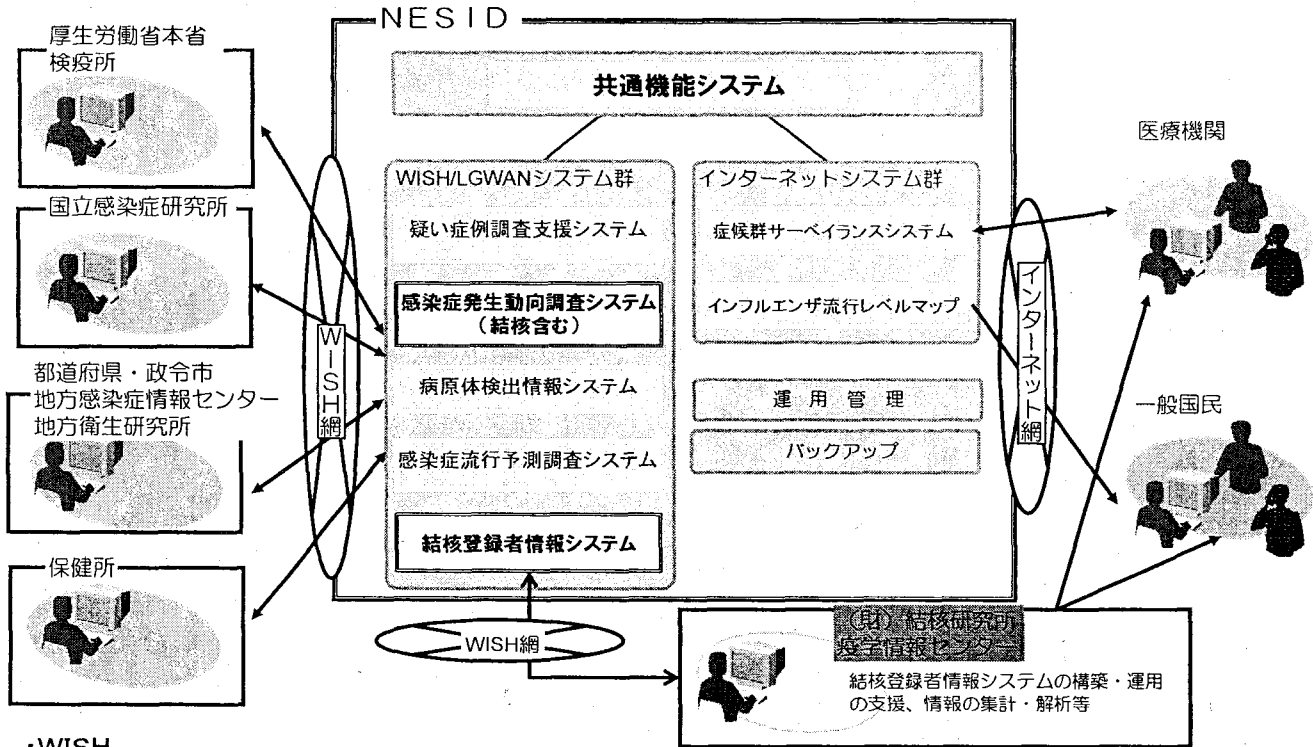 NESID
厚生労働省本省
検疫所
国立感染症研究所
都道府県・政令市
地方感染症情報センター
地方衛生研究所
保健所
WISH網
共通機能システム
WISH/LGWANシステム群
疑い症例調査支援システム
感染症発生動向調査システム
（結核含む）
病原体検出情報システム
感染症流行予測調査システム
結核登録者情報システム
インターネットシステム群
症候群サーベイランスシステム
インフルエンザ流行レベルマップ
運用管理
バックアップ
インターネット網
医療機関
一般国民
WISH網
（財）結核研究所
疫学情報センター
結核登録者情報システムの構築・運用
の支援、情報の集計・解析等
・WISH